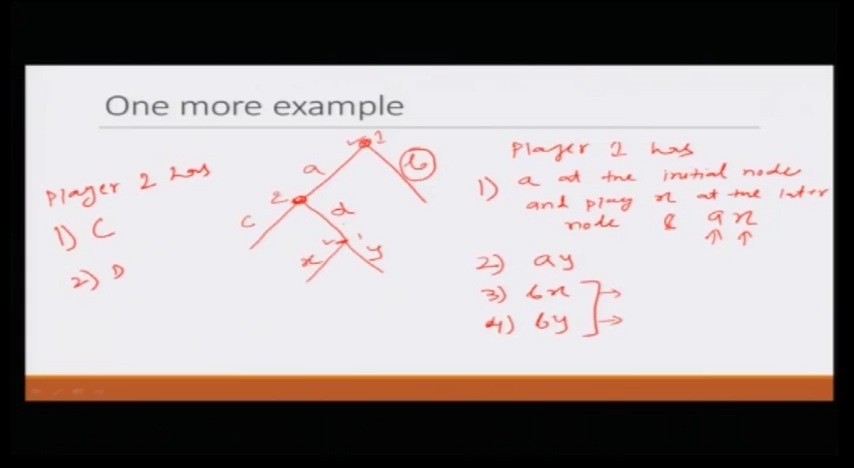 One more example
Player 2 has
1) C
2) D
1
a
b
2
c
d
x
y
Player 1 has
1) a at the initial node
and play x at the later
node & ax
2) ay
3) bx
4) by